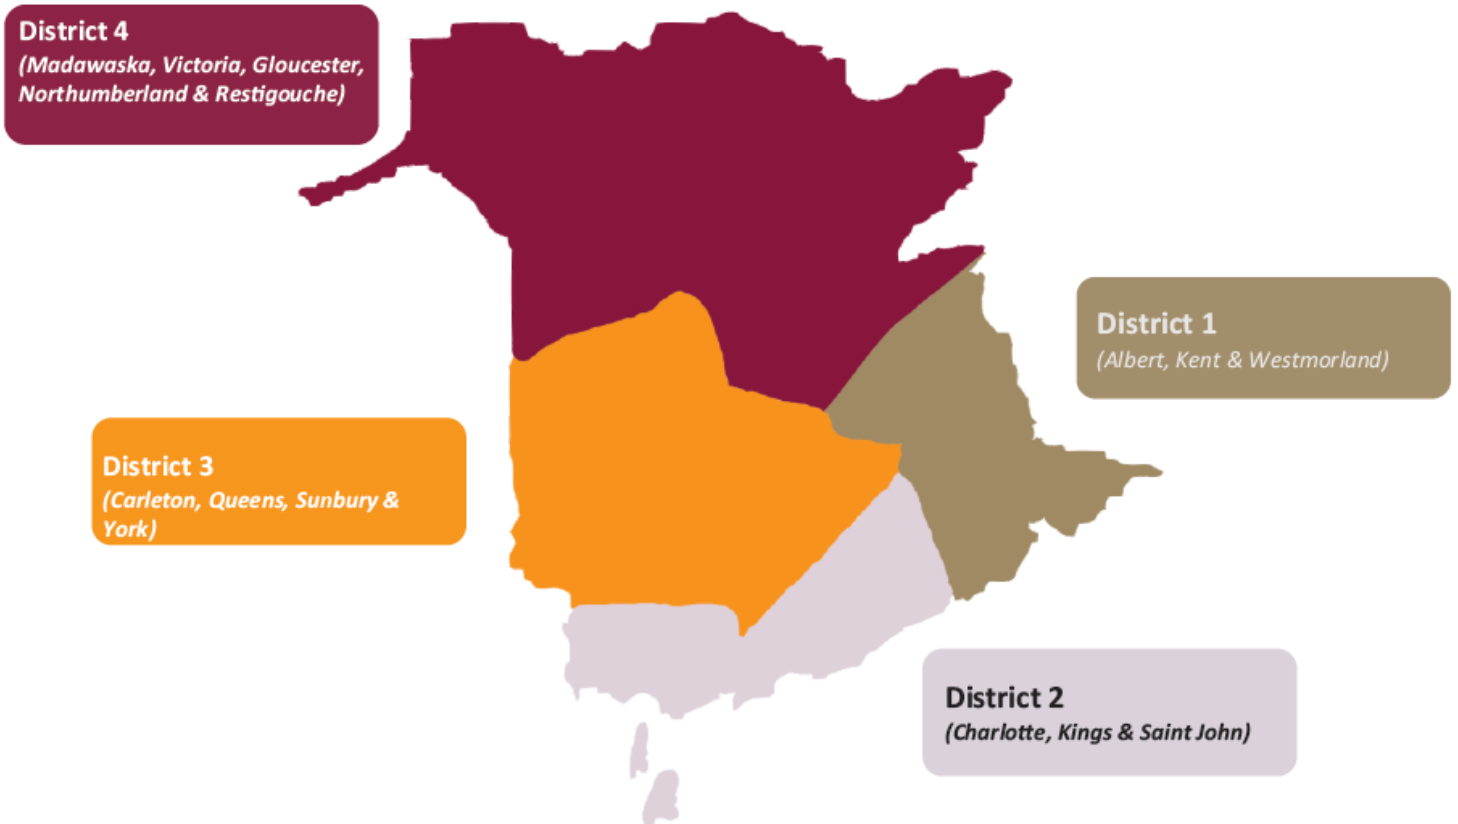 District 4
(Madawaska, Victoria, Gloucester,
Northumberland & Restigouche)
District 1
(Albert, Kent & Westmorland)
District 3
(Carleton, Queens, Sunbury &
York)
District 2
(Charlotte, Kings & Saint John)